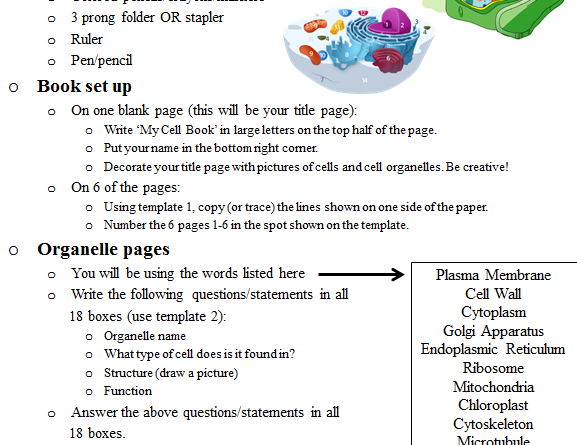 o 3 prong folder OR stapler
o Ruler
o Pen/pencil
o Book set up
o On one blank page (this will be your title page):
o Write ‘My Cell Book’ in large letters on the top half of the page.
o Put your name in the bottom right corner.
o Decorate your title page with pictures of cells and cell organelles. Be creative!
o On 6 of the pages:
o Using template 1, copy (or trace) the lines shown on one side of the paper.
o Number the 6 pages 1-6 in the spot shown on the template.
o Organelle pages
o You will be using the words listed here
o Write the following questions/statements in all
18 boxes (use template 2):
o Organelle name
o What type of cell does is it found in?
o Structure (draw a picture)
o Function
o Answer the above questions/statements in all
18 boxes.
Plasma Membrane
Cell Wall
Cytoplasm
Golgi Apparatus
Endoplasmic Reticulum
Ribosome
Mitochondria
Chloroplast
Cytoskeleton
Microtubule